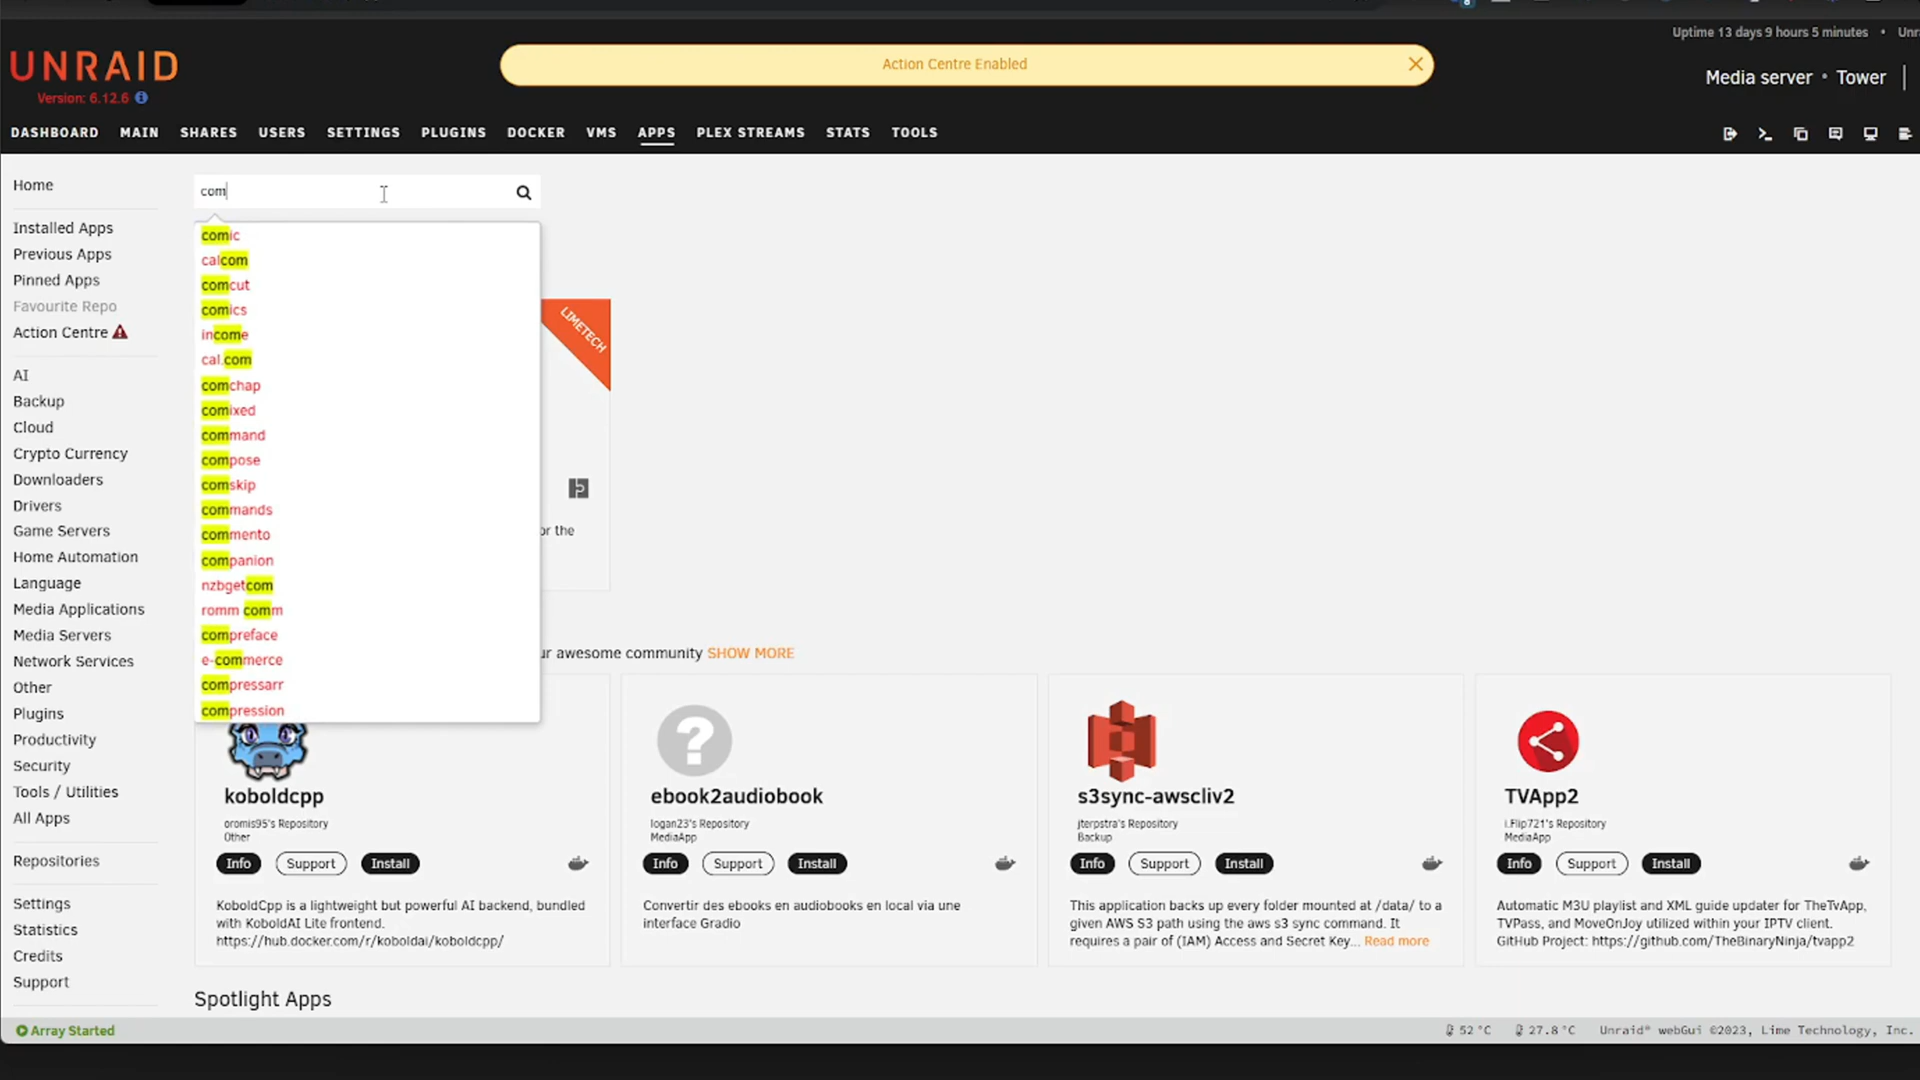 Uptime 13 days 9 hours 5 minutes •
UNRAID
Version: 6.12.6
Action Centre Enabled
Media server • Tower
DASHBOARD MAIN SHARES USERS SETTINGS PLUGINS DOCKER VMS APPS PLEX STREAMS STATS TOOLS
Home
Installed Apps
Previous Apps
Pinned Apps
Favourite Repo
Action Centre
AI
Backup
Cloud
Crypto Currency
Downloaders
Drivers
Game Servers
Home Automation
Language
Media Applications
Media Servers
Network Services
Other
Plugins
Productivity
Security
Tools / Utilities
All Apps
Repositories
Settings
Statistics
Credits
Support
com
comic
calcom
comcut
comics
income
cal.com
comchap
comixed
command
compose
comskip
commands
commento
companion
nzbgetcom
romm comm
compreface
e-commerce
compressarr
compression
LIMETECH
or the
awesome community SHOW MORE
koboldcpp
oromis95's Repository
Other
Info Support Install
KoboldCpp is a lightweight but powerful AI backend, bundled
with KoboldAI Lite frontend.
https://hub.docker.com/r/koboldai/koboldcpp/
ebook2audiobook
logan23's Repository
MediaApp
Info Support Install
Convertir des ebooks en audiobooks en local via une
interface Gradio
s3sync-awscliv2
jterpstra's Repository
Backup
Info Support Install
This application backs up every folder mounted at /data/ to a
given AWS S3 path using the aws s3 sync command. It
requires a pair of (IAM) Access and Secret Key... Read more
TVApp2
i.Flip721's Repository
MediaApp
Info Support Install
Automatic M3U playlist and XML guide updater for TheTvApp,
TVPass, and MoveOnJoy utilized within your IPTV client.
GitHub Project: https://github.com/TheBinaryNinja/tvapp2
Spotlight Apps
Array Started
52 °C 27.8 °C Unraid® webGui ©2023, Lime Technology, Inc.